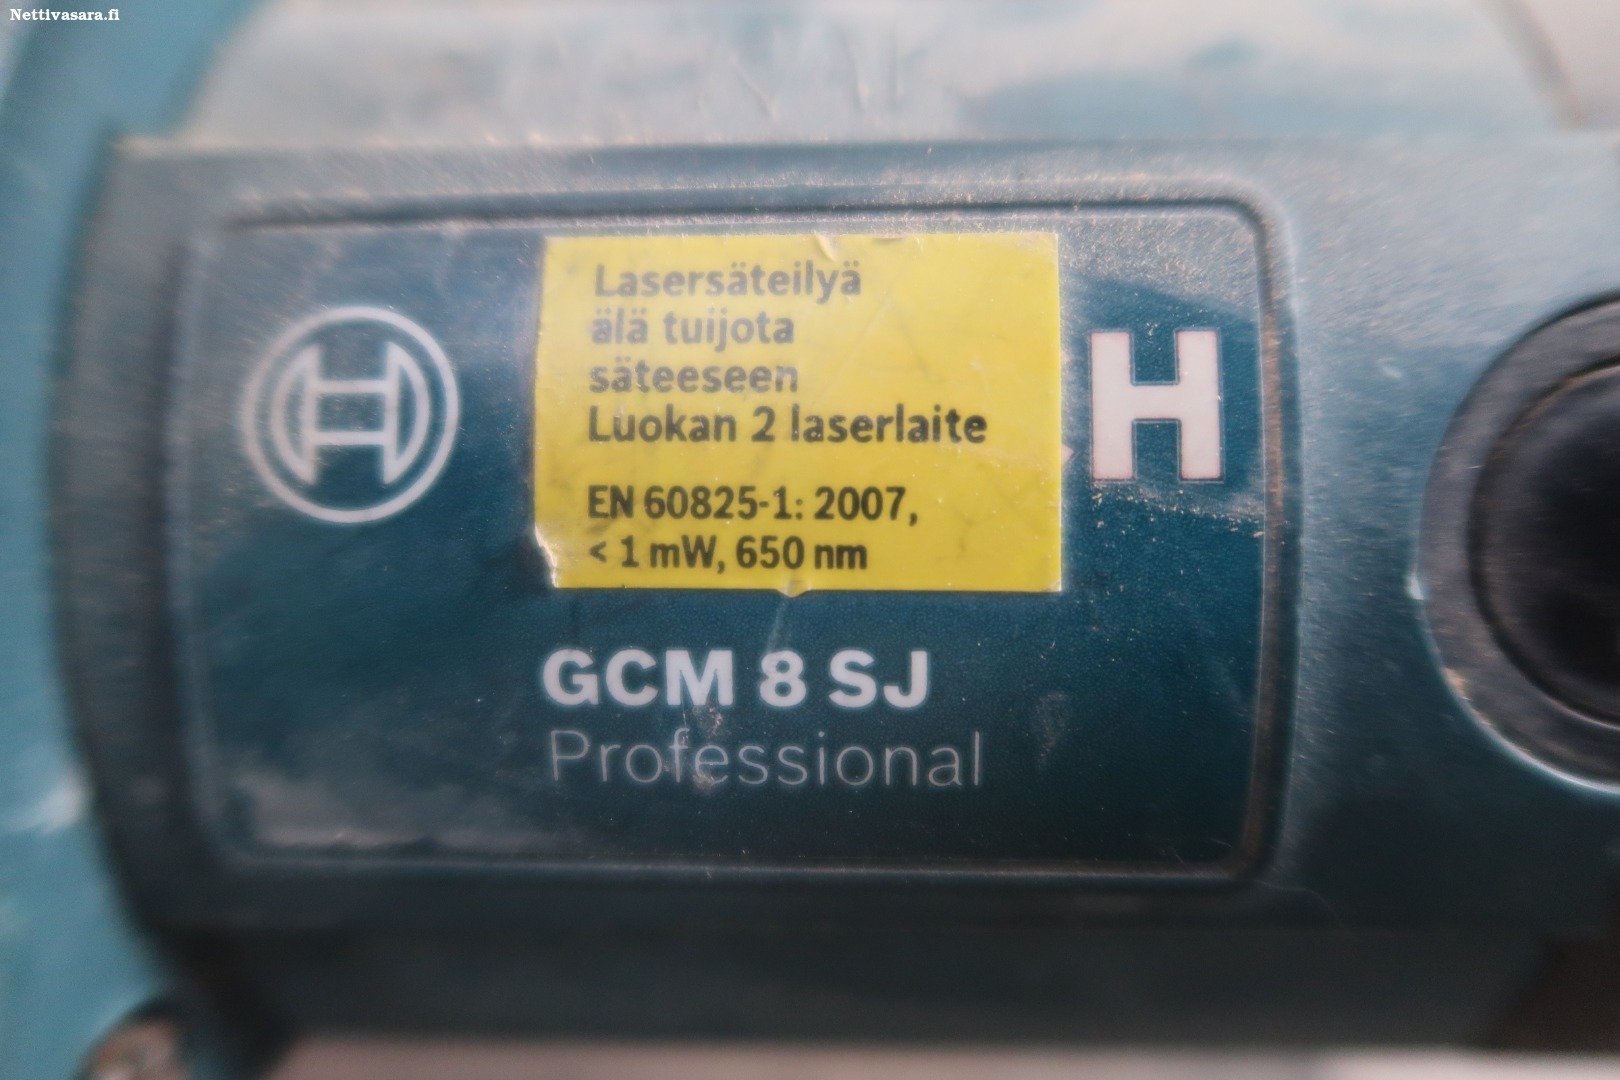 Nettivasara.fi
Lasersäteilyä
älä tuijota
säteeseen
Luokan 2 laserlaite
EN 60825-1: 2007,
< 1 mW, 650 nm
H
GCM 8 SJ
Professional